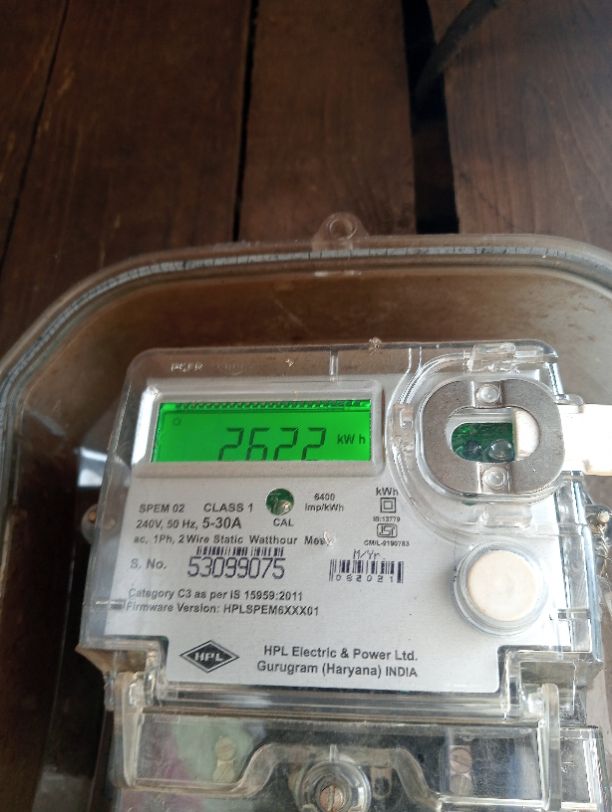 2622 kWh
SPEM 02 CLASS 1
240V, 50 Hz, 5-30A
CAL
6400
Imp/kWh
kWh
IS:13779
ISI
CM/L-0190783
ac, 1Ph, 2 Wire Static Watthour
S. No. 53099075
M/Yr.
062021
Category C3 as per IS 15959:2011
Firmware Version: HPLSPEM6XXX01
HPL
HPL Electric & Power Ltd.
Gurugram (Haryana) INDIA